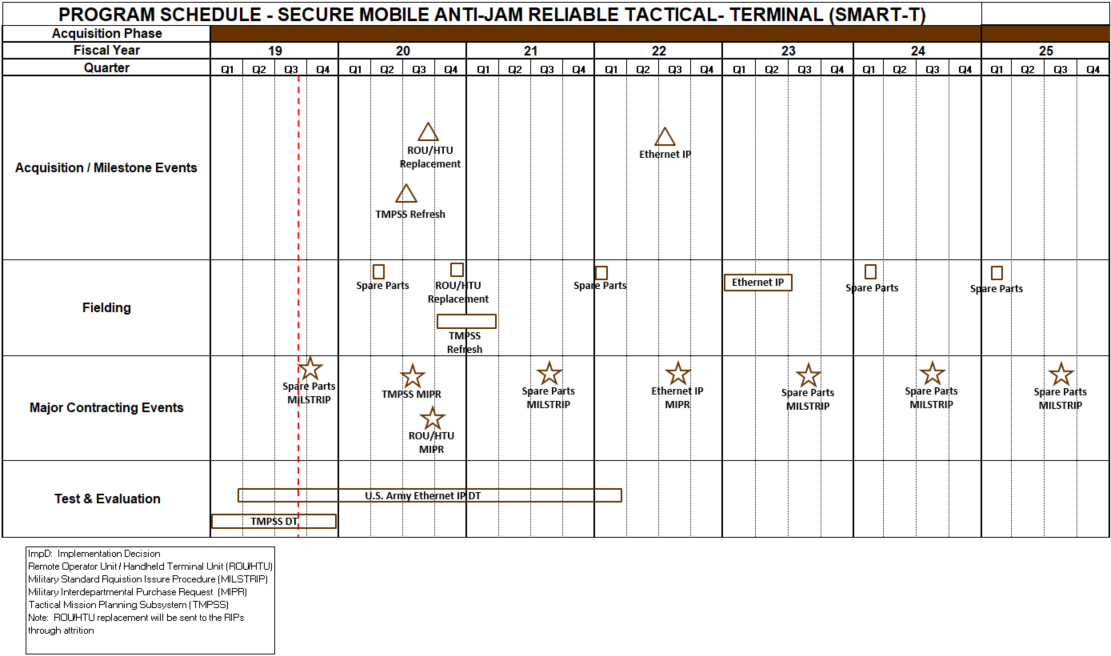 PROGRAM SCHEDULE - SECURE MOBILE ANTI-JAM RELIABLE TACTICAL- TERMINAL (SMART-T)
Acquisition Phase
Fiscal Year 19 20 21 22 23 24 25
Quarter Q1 Q2 Q3 Q4 Q1 Q2 Q3 Q4 Q1 Q2 Q3 Q4 Q1 Q2 Q3 Q4 Q1 Q2 Q3 Q4 Q1 Q2 Q3 Q4 Q1 Q2 Q3 Q4
Acquisition / Milestone Events
ROU/HTU
Replacement
Ethernet IP
TMPSS Refresh
Fielding
Spare Parts
ROU/HTU
Replacement
Spare Parts
Ethernet IP
Spare Parts
Spare Parts
TMPSS
Refresh
Major Contracting Events
Spare Parts
MILSTRIP
TMPSS MIPR
ROU/HTU
MIPR
Spare Parts
MILSTRIP
Ethernet IP
MIPR
Spare Parts
MILSTRIP
Spare Parts
MILSTRIP
Spare Parts
MILSTRIP
Test & Evaluation
U.S. Army Ethernet IP DT
TMPSS DT
ImpD: Implementation Decision
Remote Operator Unit/ Handheld Terminal Unit (ROU/HTU)
Military Standard Rquistion Issure Procedure (MILSTRIP)
Military Interdepartmental Purchase Request (MIPR)
Tactical Mission Planning Subsystem (TMPSS)
Note: ROU/HTU replacement will be sent to the RIPs
through attrition